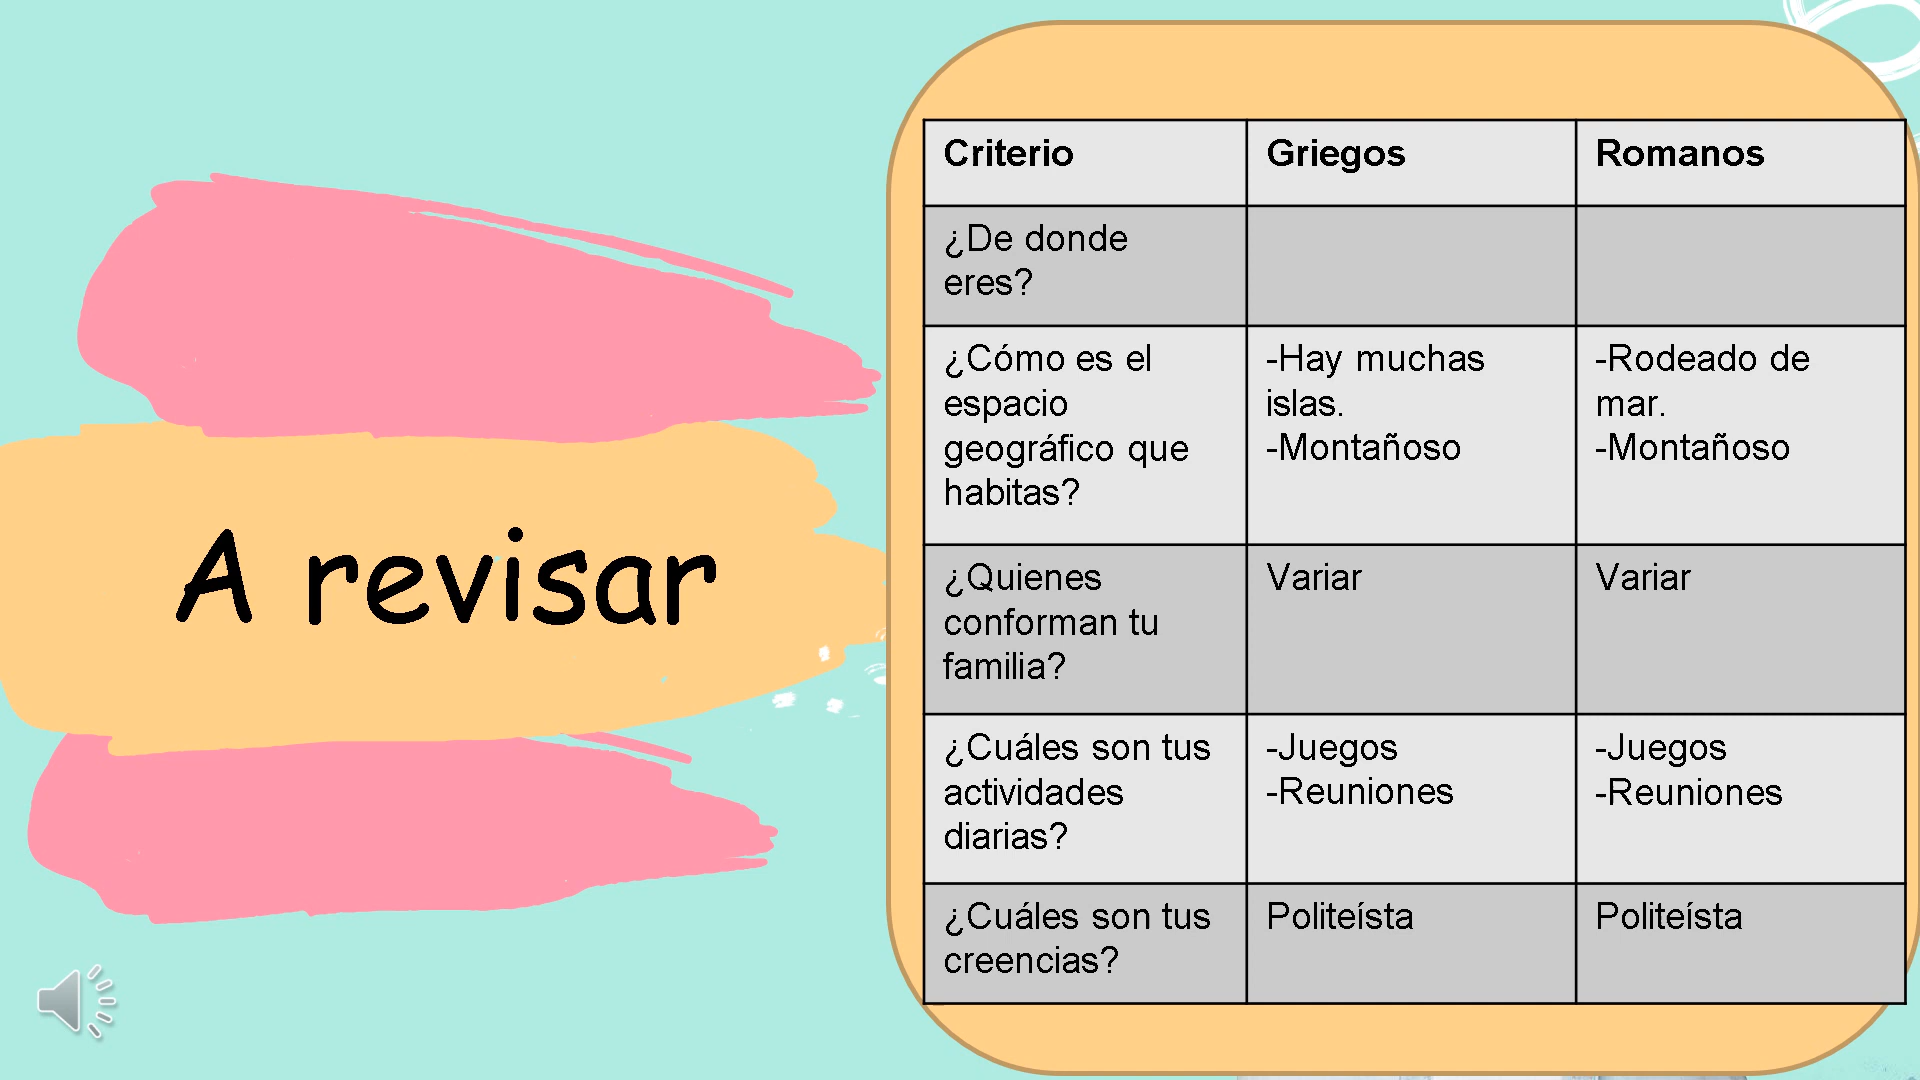 A revisar
Criterio
Griegos
Romanos
¿De donde
eres?
¿Cómo es el
espacio
geográfico que
habitas?
-Hay muchas
islas.
-Montañoso
-Rodeado de
mar.
-Montañoso
¿Quienes
conforman tu
familia?
Variar
Variar
¿Cuáles son tus
actividades
diarias?
-Juegos
-Reuniones
-Juegos
-Reuniones
¿Cuáles son tus
creencias?
Politeísta
Politeísta